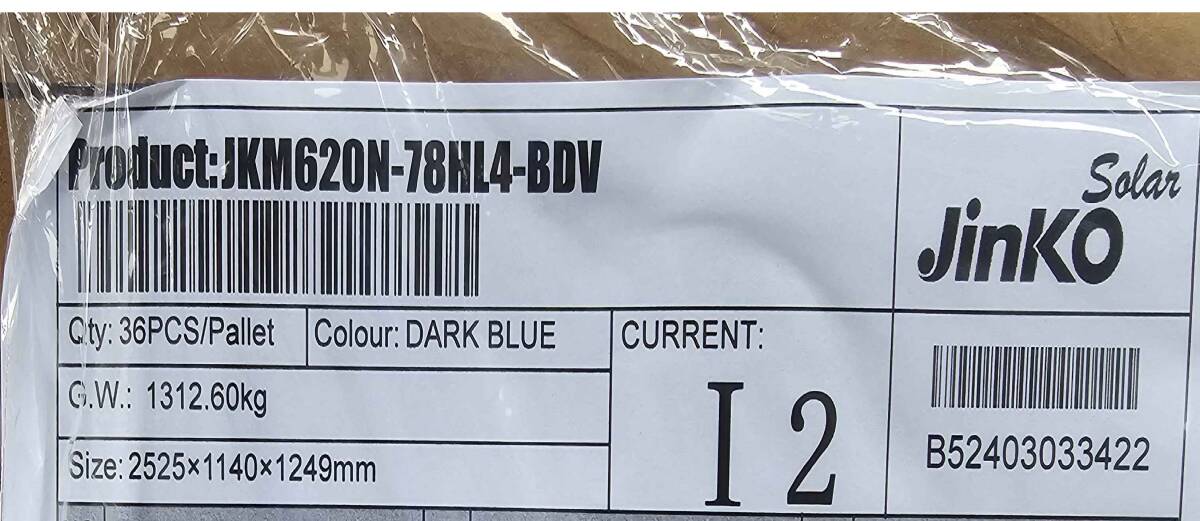 Product:JKM620N-78HL4-BDV
Solar
JinKO
Qty: 36PCS/Pallet
Colour: DARK BLUE
CURRENT:
I 2
G.W.: 1312.60kg
Size: 2525×1140×1249mm
B52403033422